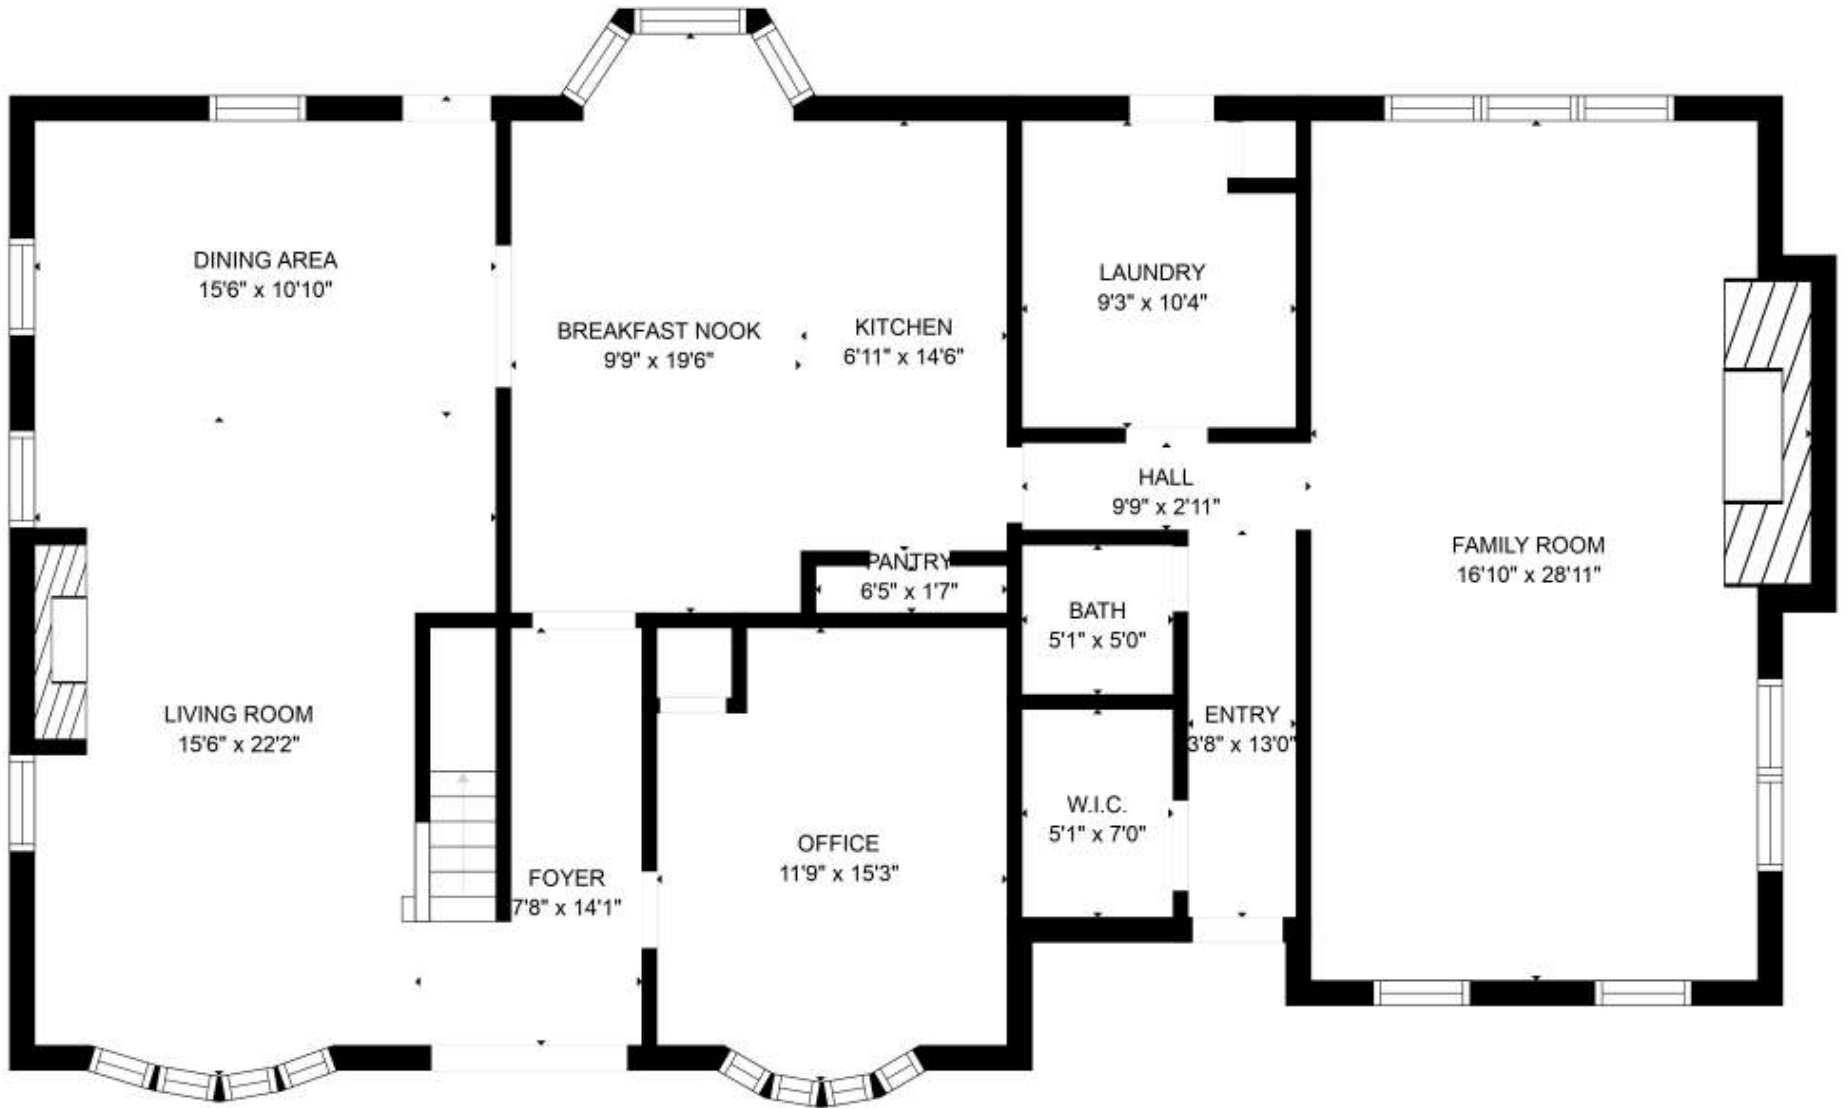 DINING AREA
15'6" x 10'10"
BREAKFAST NOOK
9'9" x 19'6"
KITCHEN
6'11" x 14'6"
LAUNDRY
9'3" x 10'4"
HALL
9'9" x 2'11"
FAMILY ROOM
16'10" x 28'11"
PANTRY
6'5" x 1'7"
BATH
5'1" x 5'0"
LIVING ROOM
15'6" x 22'2"
ENTRY
3'8" x 13'0"
W.I.C.
5'1" x 7'0"
OFFICE
11'9" x 15'3"
FOYER
7'8" x 14'1"